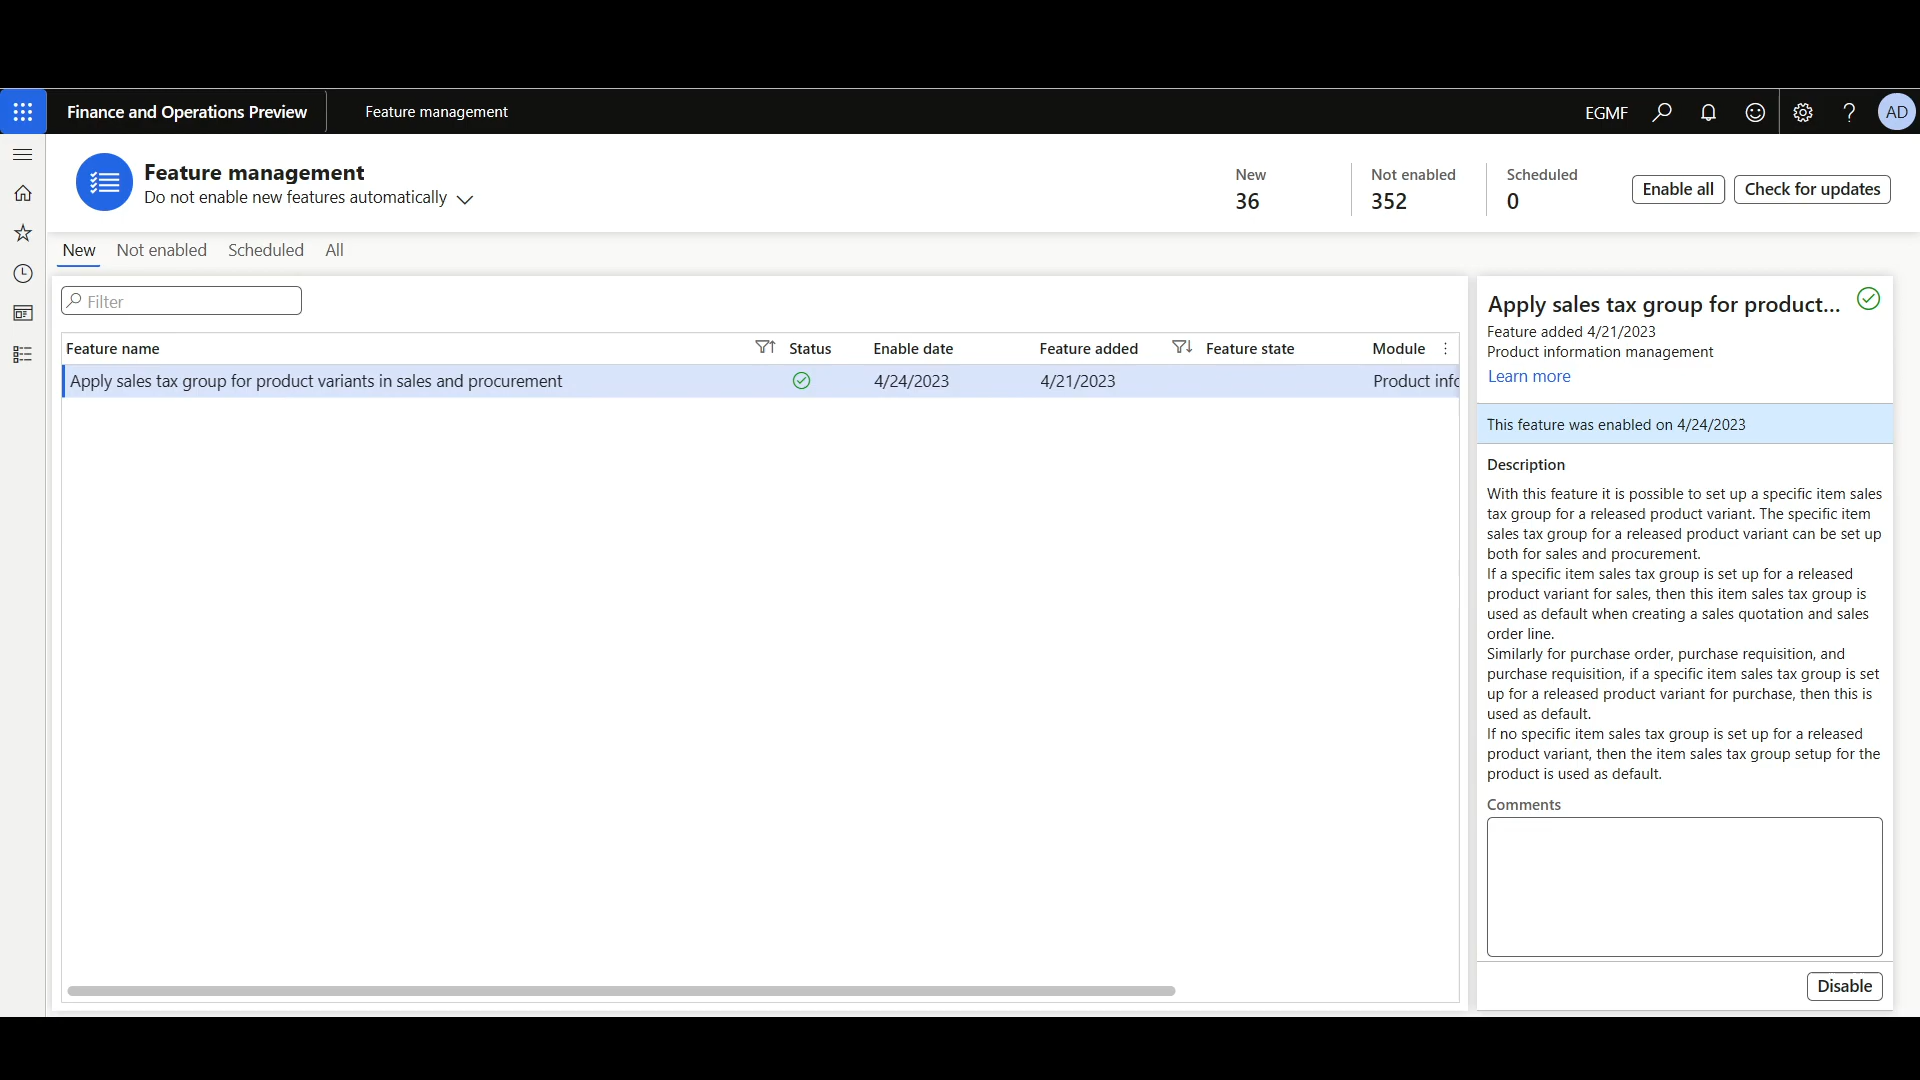 Finance and Operations Preview
Feature management
EGMF
AD
Feature management
Do not enable new features automatically
New
36
Not enabled
352
Scheduled
0
Enable all
Check for updates
New
Not enabled
Scheduled
All
Filter
Feature name
Status
Enable date
Feature added
Feature state
Module
Apply sales tax group for product variants in sales and procurement
4/24/2023
4/21/2023
Product info
Apply sales tax group for product...
Feature added 4/21/2023
Product information management
Learn more
This feature was enabled on 4/24/2023
Description
With this feature it is possible to set up a specific item sales
tax group for a released product variant. The specific item
sales tax group for a released product variant can be set up
both for sales and procurement.
If a specific item sales tax group is set up for a released
product variant for sales, then this item sales tax group is
used as default when creating a sales quotation and sales
order line.
Similarly for purchase order, purchase requisition, and
purchase requisition, if a specific item sales tax group is set
up for a released product variant for purchase, then this is
used as default.
If no specific item sales tax group is set up for a released
product variant, then the item sales tax group setup for the
product is used as default.
Comments
Disable